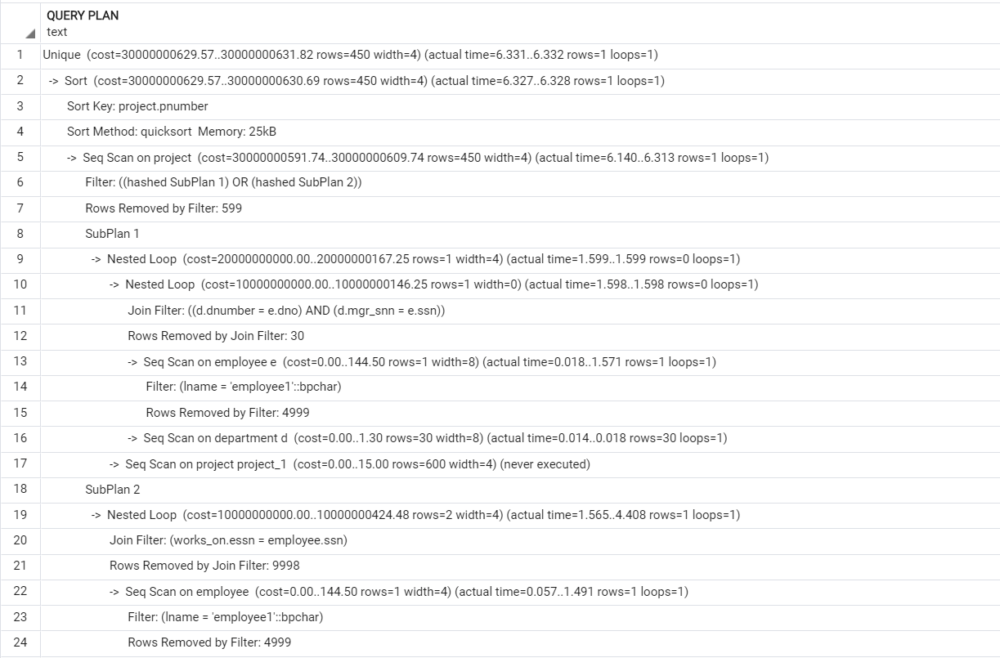 QUERY PLAN
text
1 Unique (cost=30000000629.57..30000000631.82 rows=450 width=4) (actual time=6.331..6.332 rows=1 loops=1)
2 -> Sort (cost=30000000629.57..30000000630.69 rows=450 width=4) (actual time=6.327..6.328 rows=1 loops=1)
3 Sort Key: project.pnumber
4 Sort Method: quicksort Memory: 25kB
5 -> Seq Scan on project (cost=30000000591.74..30000000609.74 rows=450 width=4) (actual time=6.140..6.313 rows=1 loops=1)
6 Filter: ((hashed SubPlan 1) OR (hashed SubPlan 2))
7 Rows Removed by Filter: 599
8 SubPlan 1
9 -> Nested Loop (cost=20000000000.00..20000000167.25 rows=1 width=4) (actual time=1.599..1.599 rows=0 loops=1)
10 -> Nested Loop (cost=10000000000.00..10000000146.25 rows=1 width=0) (actual time=1.598..1.598 rows=0 loops=1)
11 Join Filter: ((d.dnumber = e.dno) AND (d.mgr_snn = e.ssn))
12 Rows Removed by Join Filter: 30
13 -> Seq Scan on employee e (cost=0.00..144.50 rows=1 width=8) (actual time=0.018..1.571 rows=1 loops=1)
14 Filter: (lname = 'employee1'::bpchar)
15 Rows Removed by Filter: 4999
16 -> Seq Scan on department d (cost=0.00..1.30 rows=30 width=8) (actual time=0.014..0.018 rows=30 loops=1)
17 -> Seq Scan on project project_1 (cost=0.00..15.00 rows=600 width=4) (never executed)
18 SubPlan 2
19 -> Nested Loop (cost=10000000000.00..10000000424.48 rows=2 width=4) (actual time=1.565..4.408 rows=1 loops=1)
20 Join Filter: (works_on.essn = employee.ssn)
21 Rows Removed by Join Filter: 9998
22 -> Seq Scan on employee (cost=0.00..144.50 rows=1 width=4) (actual time=0.057..1.491 rows=1 loops=1)
23 Filter: (lname = 'employee1'::bpchar)
24 Rows Removed by Filter: 4999